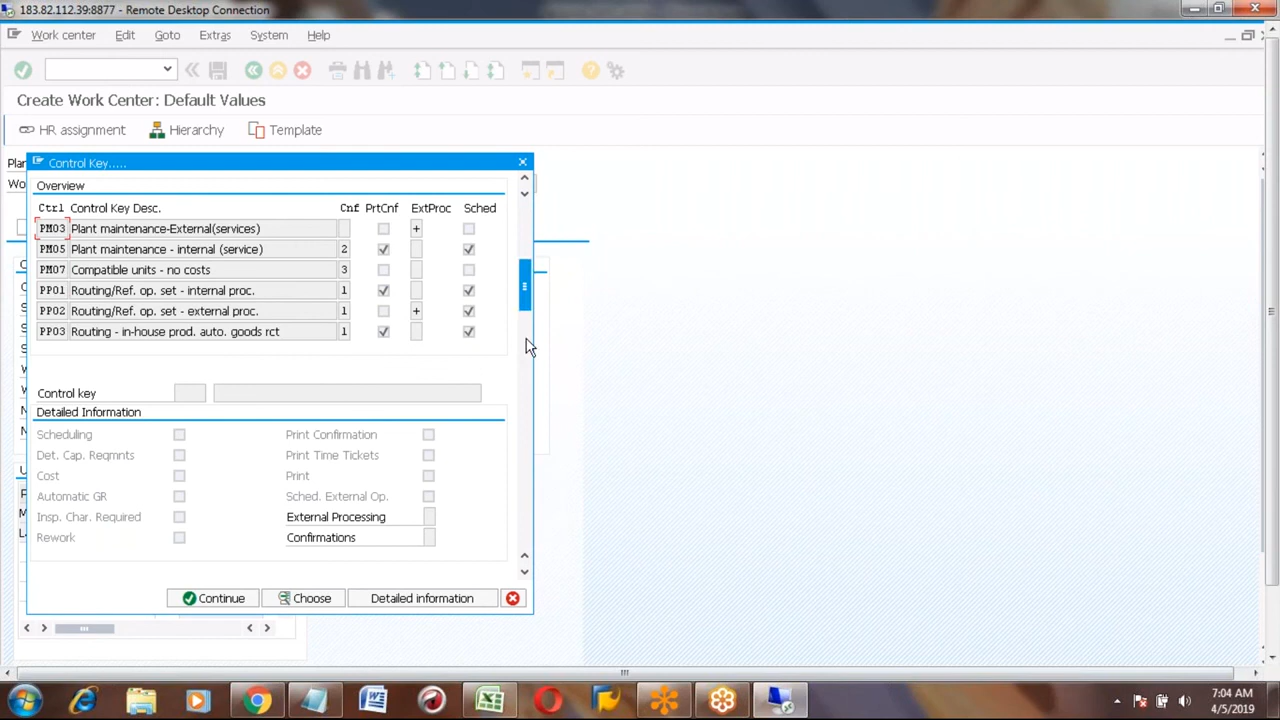 183.82.112.39:8877 - Remote Desktop Connection
Work center Edit Goto Extras System Help
Create Work Center: Default Values
HR assignment Hierarchy Template
Control Key.....
Overview
Ctrl Control Key Desc. Cnf PrtCnf ExtProc Sched
PM03 Plant maintenance-External(services) +
PM05 Plant maintenance - internal (service) 2
PM07 Compatible units - no costs 3
PP01 Routing/Ref. op. set - internal proc. 1
PP02 Routing/Ref. op. set - external proc. 1 +
PP03 Routing - in-house prod. auto. goods rct 1
Control key
Detailed Information
Scheduling Print Confirmation
Det. Cap. Reqmnts Print Time Tickets
Cost Print
Automatic GR Sched. External Op.
Insp. Char. Required External Processing
Rework Confirmations
Continue Choose Detailed information
7:04 AM
4/5/2019